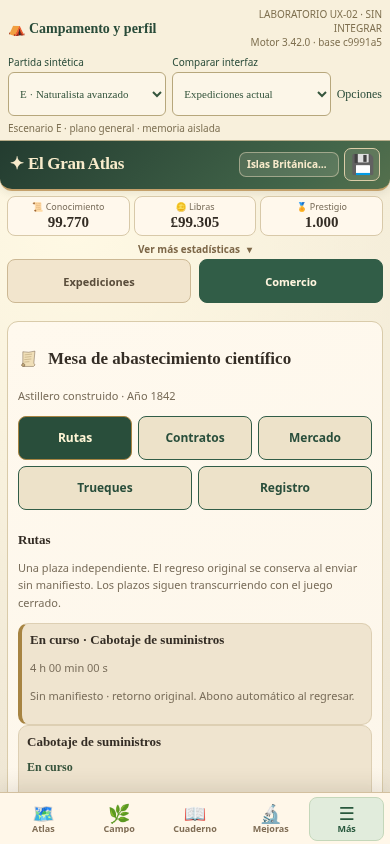 ⛺ Campamento y perfil
LABORATORIO UX-02 · SIN
INTEGRAR
Motor 3.42.0 · base c9991a5
Partida sintética
Comparar interfaz
E · Naturalista avanzado
Expediciones actual
Opciones
Escenario E · plano general · memoria aislada
✦ El Gran Atlas
Islas Británica...
Conocimiento
99.770
Libras
£99.305
Prestigio
1.000
Ver más estadísticas ▼
Expediciones
Comercio
Mesa de abastecimiento científico
Astillero construido · Año 1842
Rutas
Contratos
Mercado
Trueques
Registro
Rutas
Una plaza independiente. El regreso original se conserva al enviar
sin manifiesto. Los plazos siguen transcurriendo con el juego
cerrado.
En curso · Cabotaje de suministros
4 h 00 min 00 s
Sin manifiesto · retorno original. Abono automático al regresar.
Cabotaje de suministros
En curso
Atlas
Campo
Cuaderno
Mejoras
Más